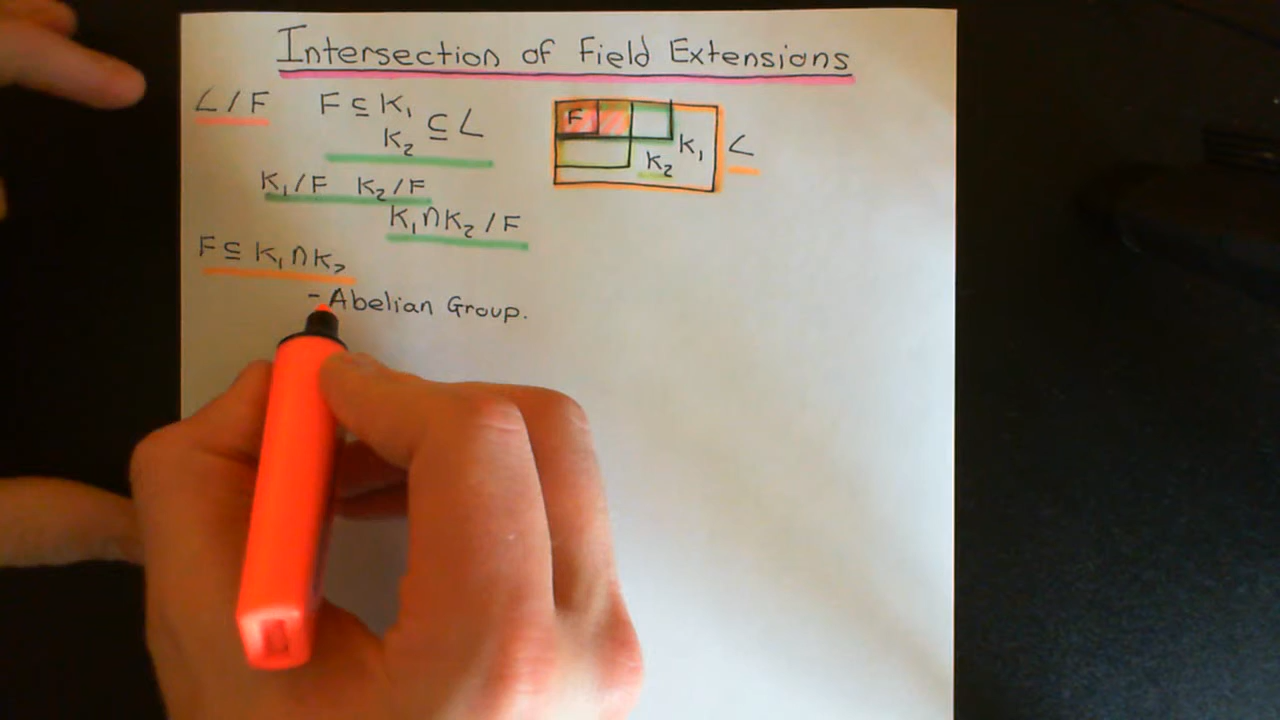 Intersection of Field Extensions
L/F F ⊆ K₁
K₂ ⊆ L
K₁/F K₂/F
K₁∩K₂/F
F ⊆ K₁∩K₂
- Abelian Group.
F
K₁
K₂
L